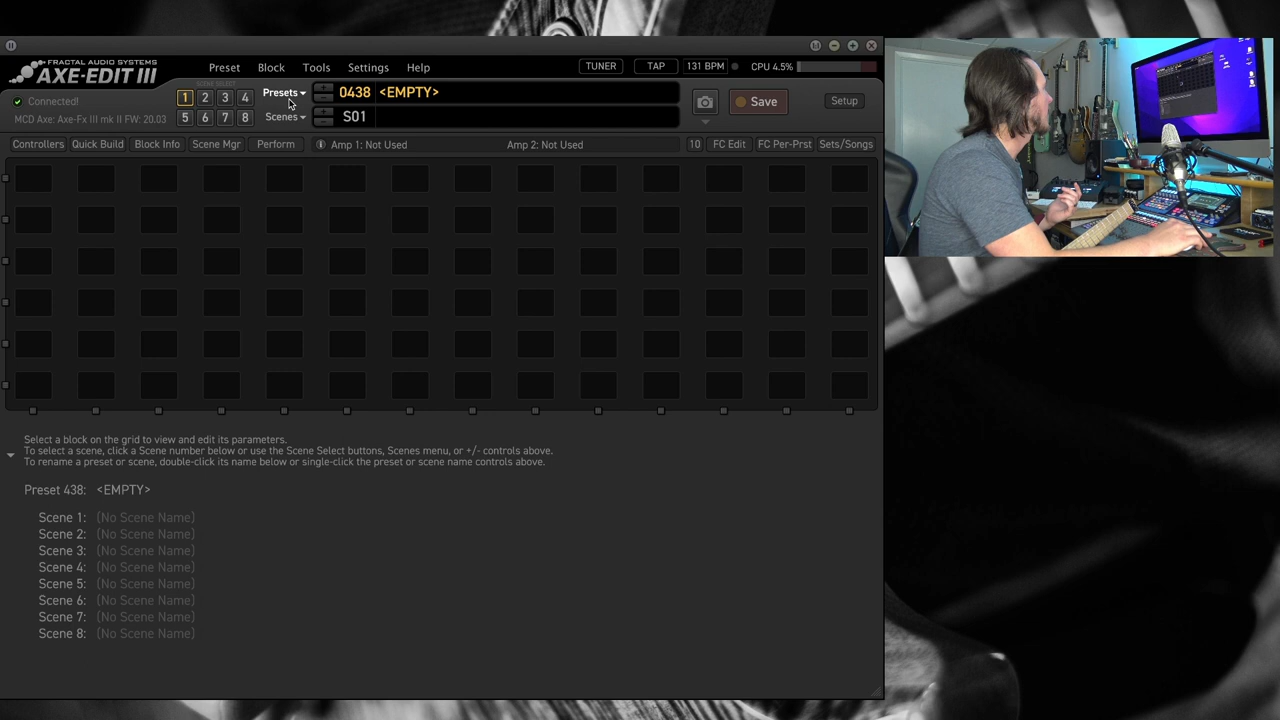 FRACTAL AUDIO SYSTEMS
AXE-EDIT III
Preset Block Tools Settings Help
TUNER TAP 131 BPM CPU 4.5%
Connected!
MCD Axe: Axe-Fx III mk II FW: 20.03
SCENE SELECT
1 2 3 4
5 6 7 8
Presets
Scenes
0438 <EMPTY>
S01
Save
Setup
Controllers Quick Build Block Info Scene Mgr Perform
Amp 1: Not Used Amp 2: Not Used
10 FC Edit FC Per-Prst Sets/Songs
Select a block on the grid to view and edit its parameters.
To select a scene, click a Scene number below or use the Scene Select buttons, Scenes menu, or +/- controls above.
To rename a preset or scene, double-click its name below or single-click the preset or scene name controls above.
Preset 438: <EMPTY>
Scene 1: (No Scene Name)
Scene 2: (No Scene Name)
Scene 3: (No Scene Name)
Scene 4: (No Scene Name)
Scene 5: (No Scene Name)
Scene 6: (No Scene Name)
Scene 7: (No Scene Name)
Scene 8: (No Scene Name)